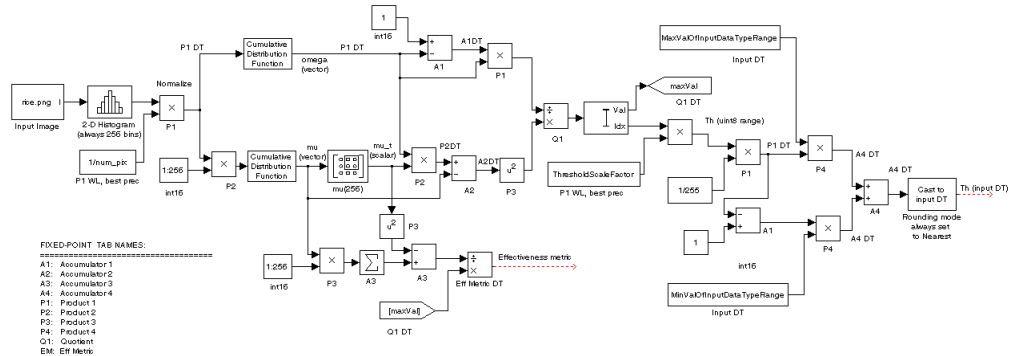 1
int16
P1 DT
Cumulative
Distribution
Function
P1 DT
omega
(vector)
A1DT
A1
P1
MaxValOfInputDataTypeRange
Input DT
maxVal
Q1 DT
Normalize
rice.png
I
Input Image
2-D Histogram
(always 256 bins)
P1
Q1
Val
Idx
Th (uint8 range)
P1 DT
P1
P4
A4 DT
1/num_pix
P1 WL, best prec
1:256
int16
P2
Cumulative
Distribution
Function
mu
(vector)
mu(256)
mu_t
(scalar)
P2DT
P2
A2DT
A2
u²
P3
ThresholdScaleFactor
P1 WL, best prec
1/255
A4 DT
A4
Cast to
input DT
Th (input DT)
Rounding mode
always set
to Nearest
u²
P3
1
A1
int16
P4
A4 DT
1:256
int16
P3
A3
A3
Effectiveness metric
Eff Metric DT
[maxVal]
Q1 DT
MinValOfInputDataTypeRange
Input DT
FIXED-POINT TAB NAMES:
===================================
A1: Accumulator 1
A2: Accumulator 2
A3: Accumulator 3
A4: Accumulator 4
P1: Product 1
P2: Product 2
P3: Product 3
P4: Product 4
Q1: Quotient
EM: Eff Metric